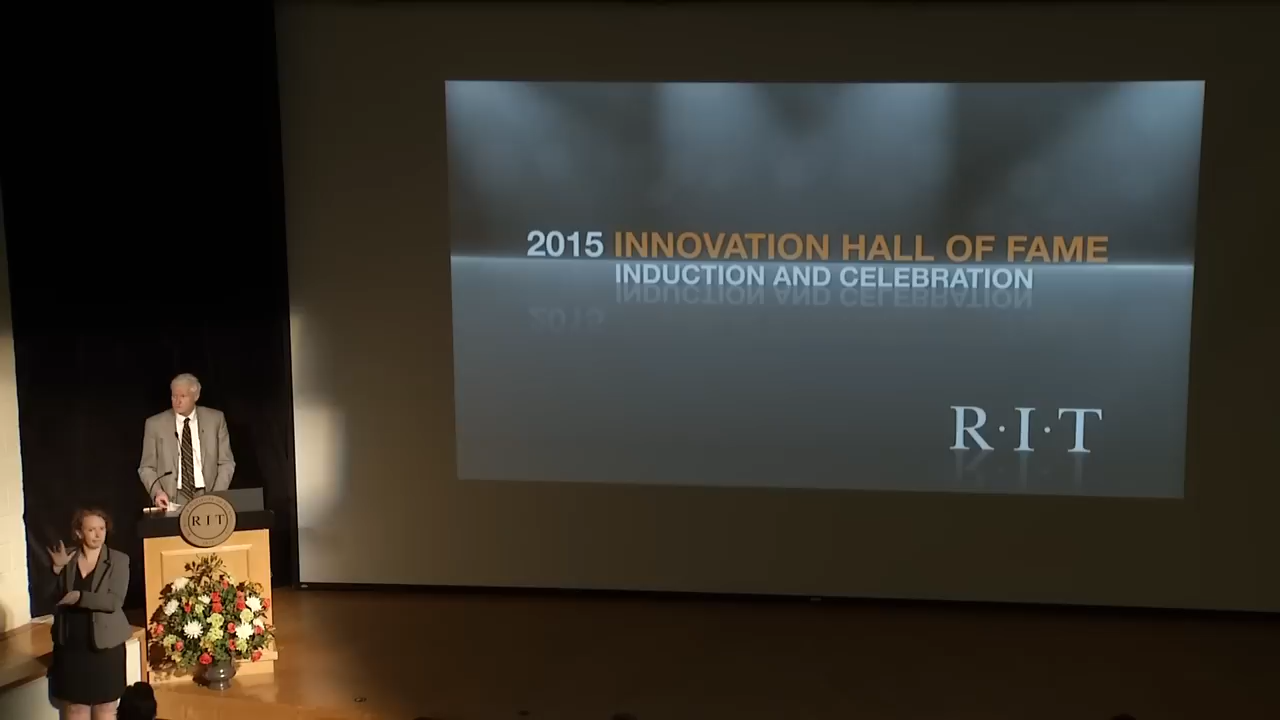 2015 INNOVATION HALL OF FAME
INDUCTION AND CELEBRATION
R·I·T
RIT